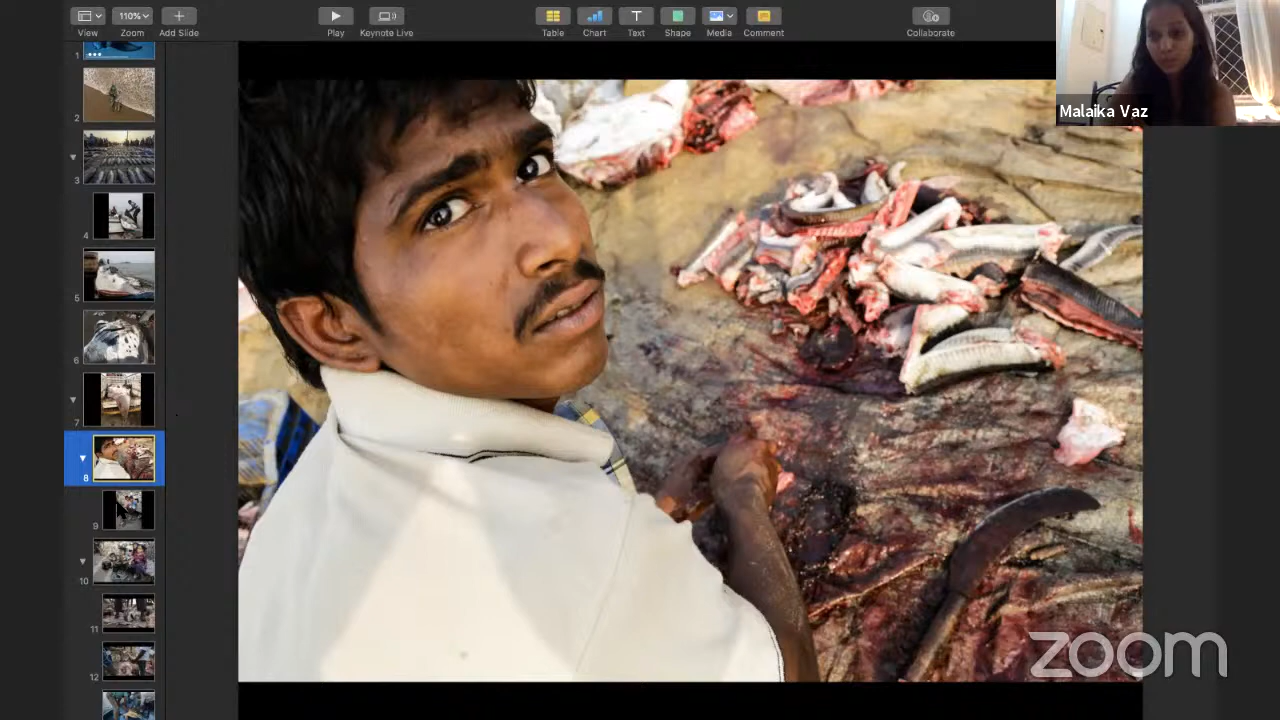 110%
View
Zoom
Add Slide
Play
Keynote Live
Table
Chart
Text
Shape
Media
Comment
Collaborate
Malaika Vaz
1
2
3
4
5
6
7
8
9
10
11
12
zoom